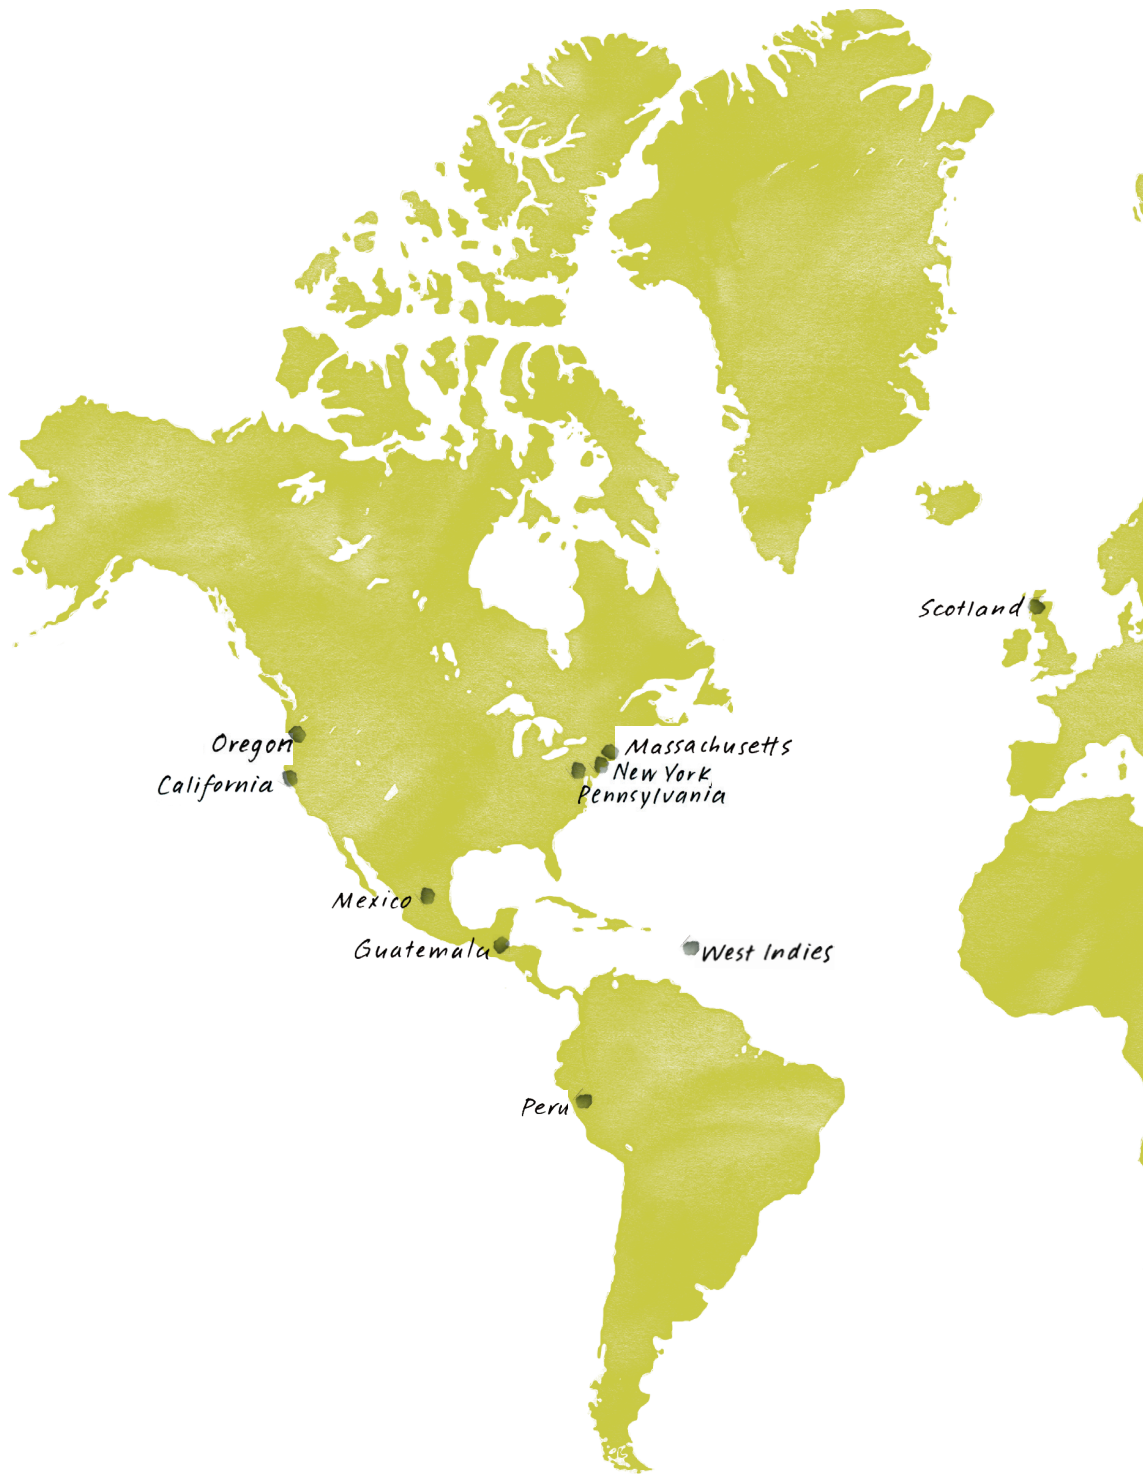 Scotland
Oregon
Massachusetts
New York
California
Pennsylvania
Mexico
Guatemala
West Indies
Peru